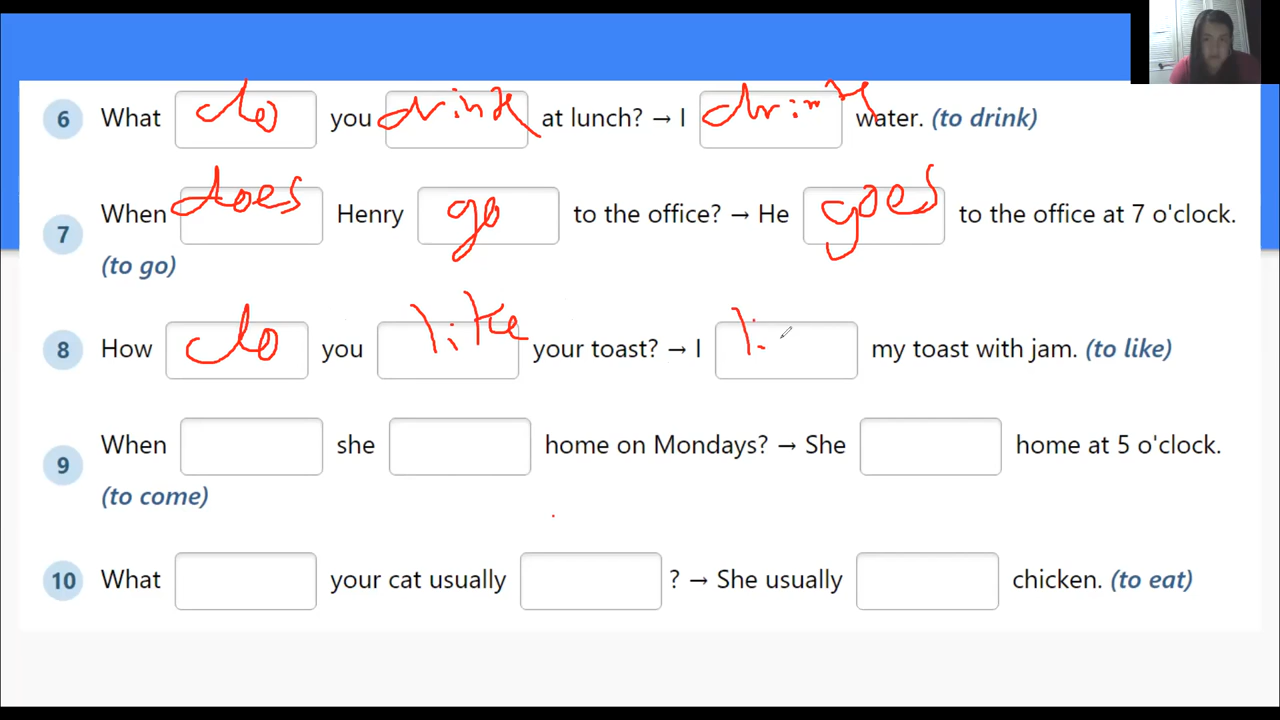 6 What do you drink at lunch? → I drink water. (to drink)
7 When does Henry go to the office? → He goes to the office at 7 o'clock.
(to go)
8 How do you like your toast? → I li my toast with jam. (to like)
9 When she home on Mondays? → She home at 5 o'clock.
(to come)
10 What your cat usually ? → She usually chicken. (to eat)